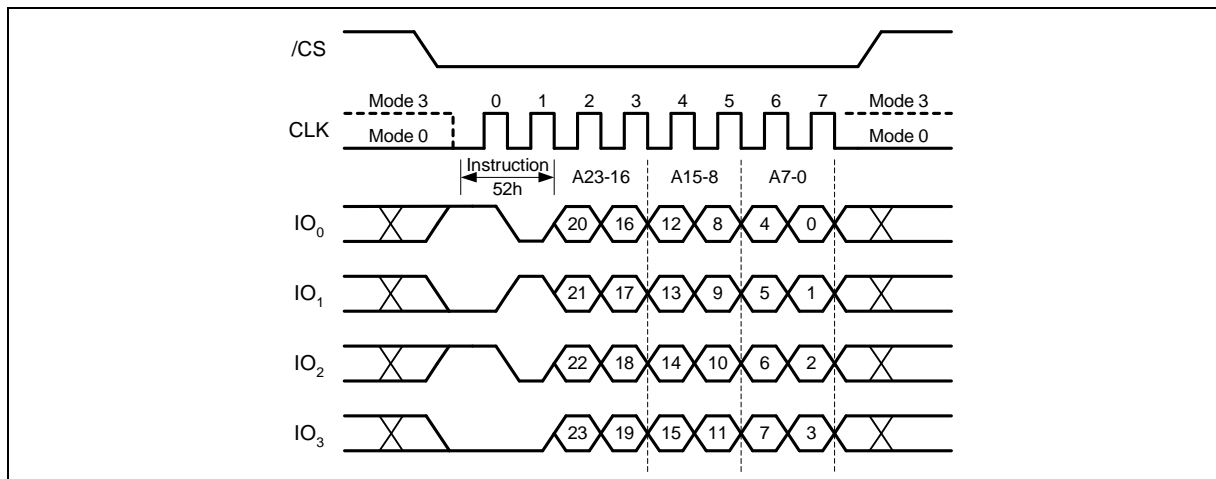 /CS
Mode 3 0 1 2 3 4 5 6 7 Mode 3
CLK
Mode 0 Mode 0
Instruction A23-16 A15-8 A7-0
52h
IO0 20 16 12 8 4 0
IO1 21 17 13 9 5 1
IO2 22 18 14 10 6 2
IO3 23 19 15 11 7 3